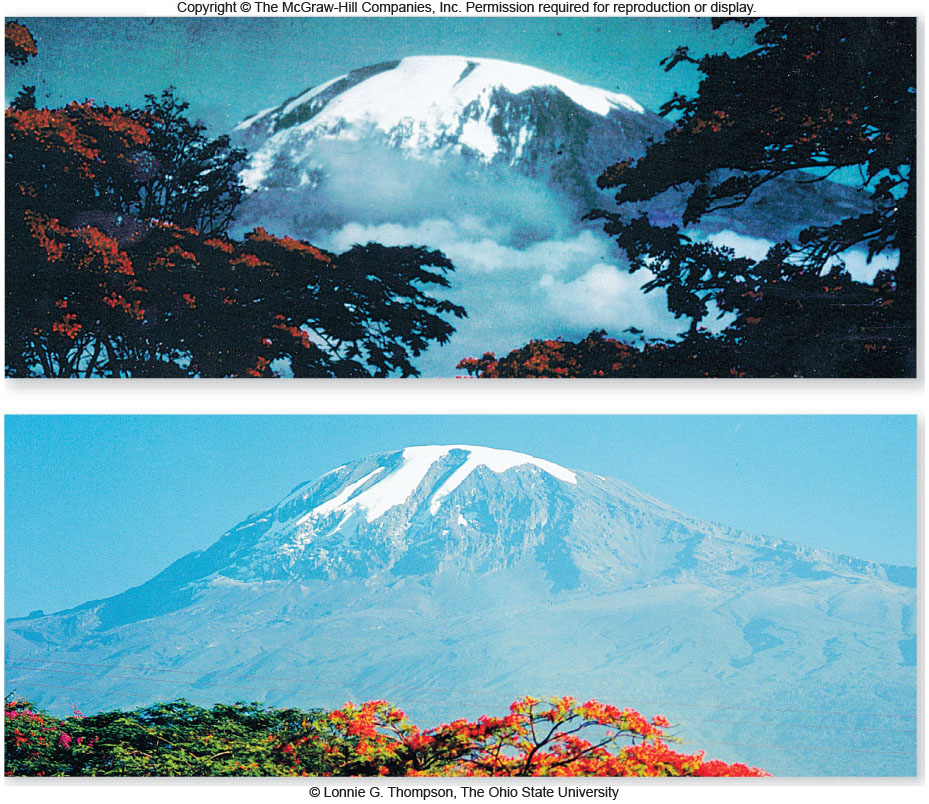 Copyright © The McGraw-Hill Companies, Inc. Permission required for reproduction or display.
© Lonnie G. Thompson, The Ohio State University